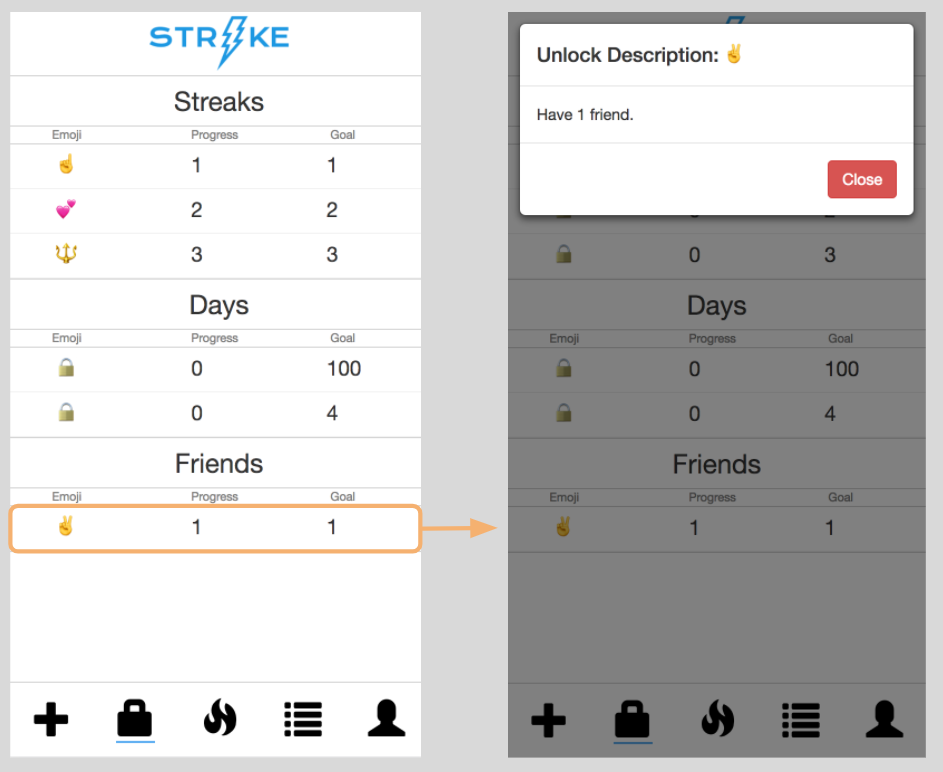 STRIKE
Streaks
Emoji Progress Goal
☝️ 1 1
💕 2 2
🔱 3 3
Days
Emoji Progress Goal
🔒 0 100
🔒 0 4
Friends
Emoji Progress Goal
✌️ 1 1
Unlock Description: ✌️
Have 1 friend.
Close
🔒 0 3
Days
Emoji Progress Goal
🔒 0 100
🔒 0 4
Friends
Emoji Progress Goal
✌️ 1 1